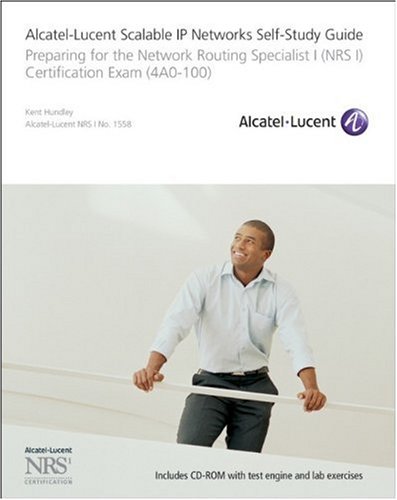 Alcatel-Lucent Scalable IP Networks Self-Study Guide
Preparing for the Network Routing Specialist I (NRS I)
Certification Exam (4A0-100)
Kent Hundley
Alcatel-Lucent NRS I No. 1558
Alcatel·Lucent
Alcatel-Lucent
NRS I
CERTIFICATION
Includes CD-ROM with test engine and lab exercises